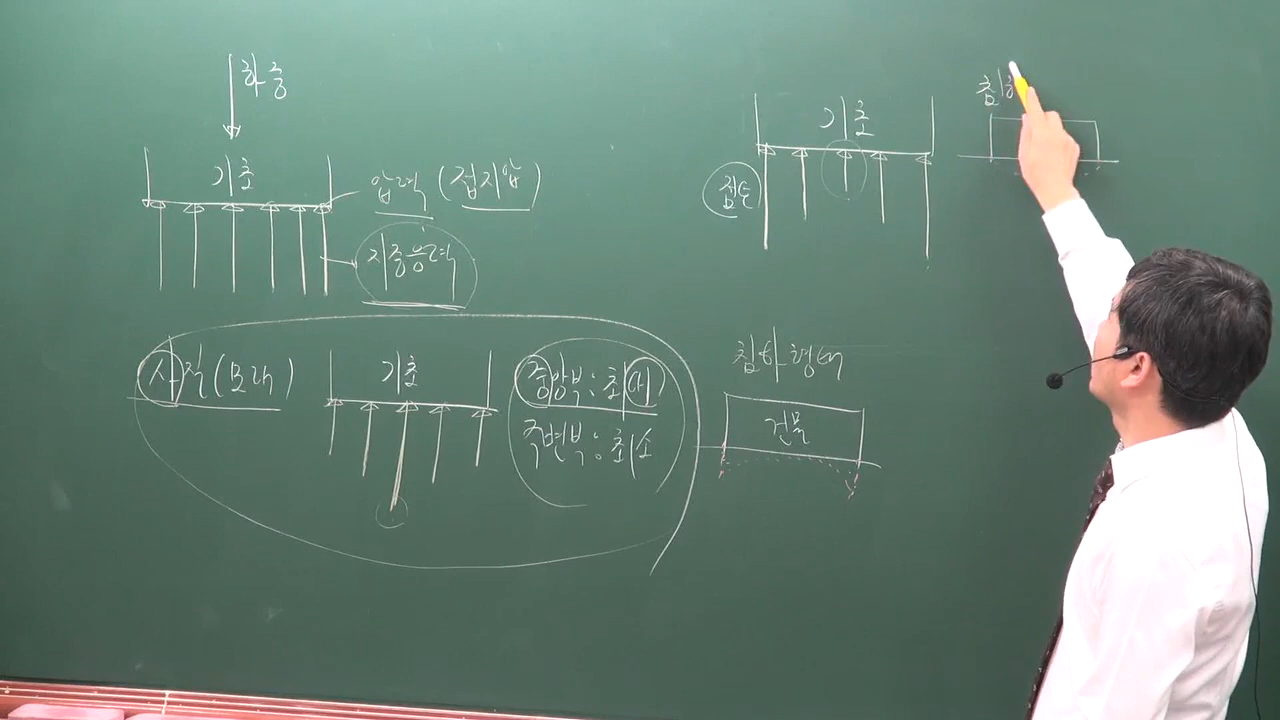 하중
기초
압력 (접지압)
지중응력
사질 (모래)
기초
중앙부 : 최대
측면부 : 최소
기초
점토
침하
침하형태
건물